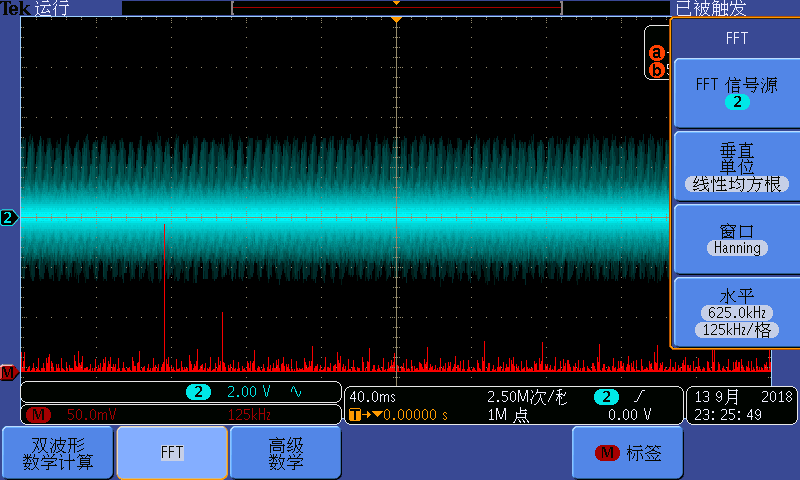 Tek 运行
已被触发
FFT
a
b
FFT 信号源
2
垂直
单位
线性均方根
窗口
Hanning
水平
625.0kHz
125kHz/格
2
M
2 2.00 V
M 50.0mV 125kHz
40.0ms 2.50M次/秒 2
T 0.00000 s 1M 点 0.00 V
13 9月 2018
23:25:49
双波形
数学计算
FFT
高级
数学
M 标签